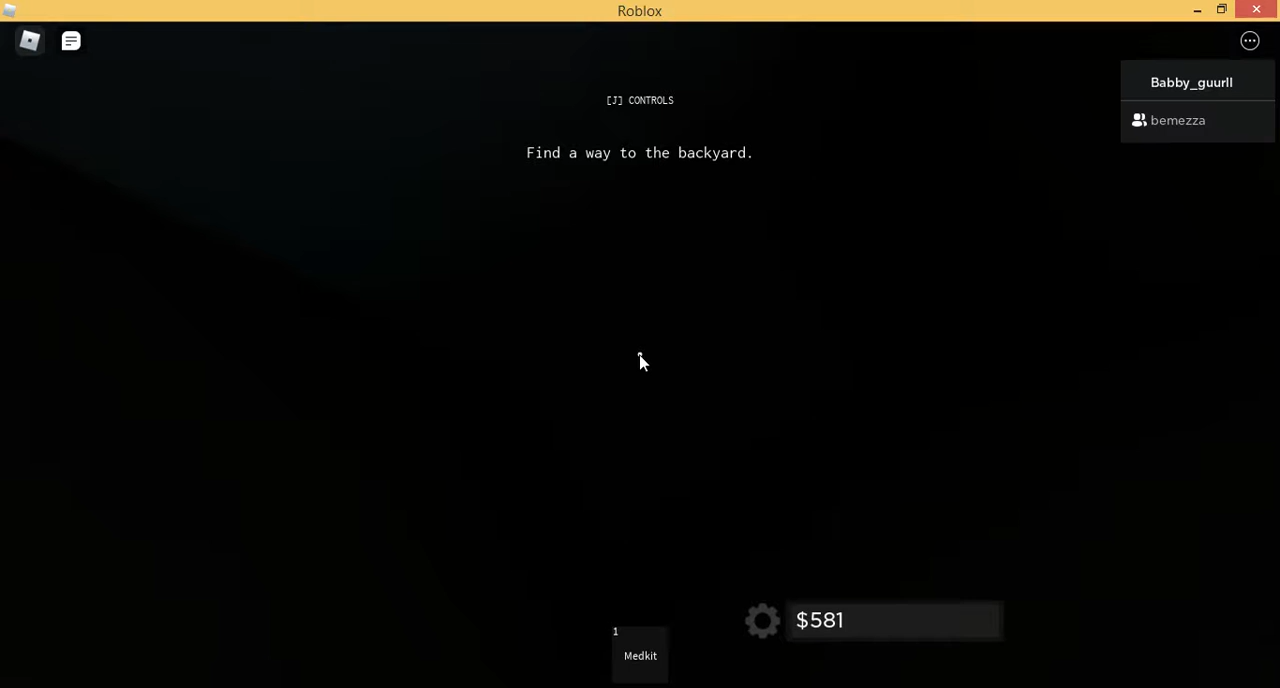 Roblox
Babby_guurll
[J] CONTROLS
bemezza
Find a way to the backyard.
$581
1
Medkit